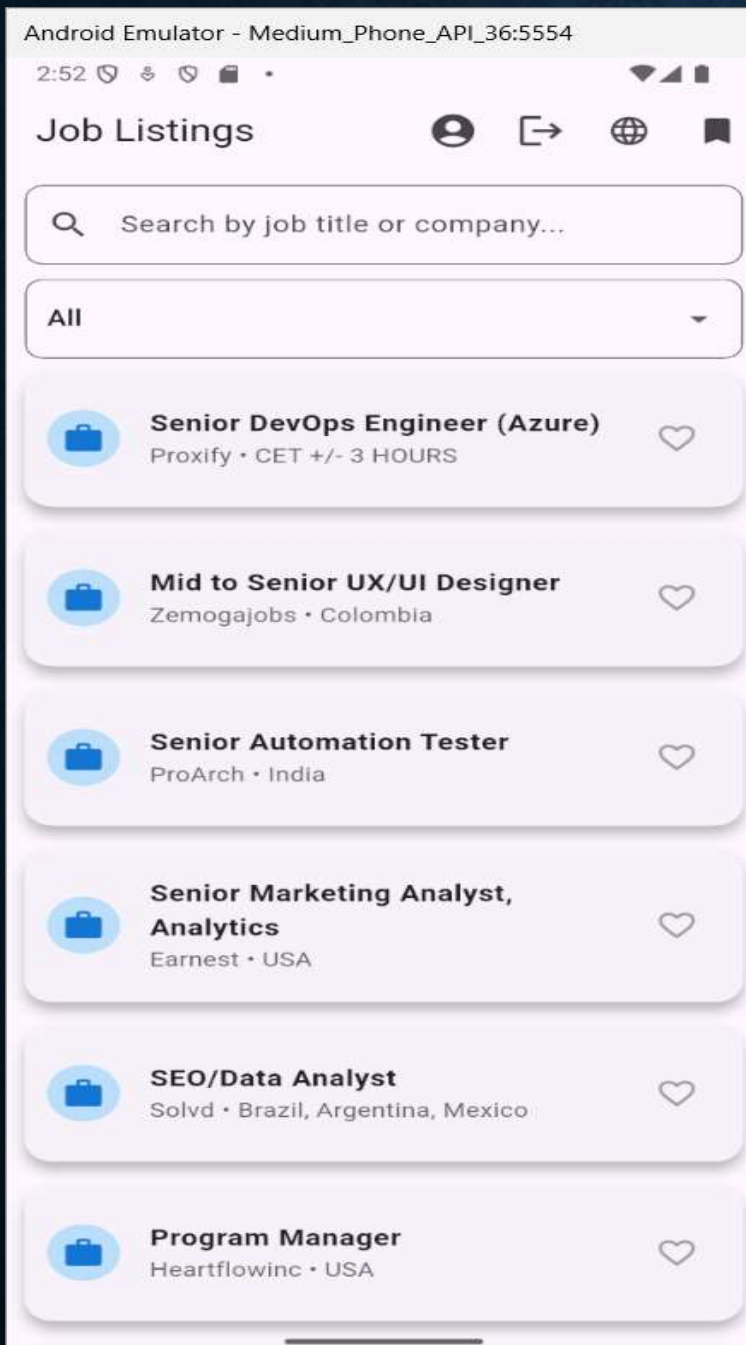 Android Emulator - Medium_Phone_API_36:5554
2:52
Job Listings
Search by job title or company...
All
Senior DevOps Engineer (Azure)
Proxify • CET +/- 3 HOURS
Mid to Senior UX/UI Designer
Zemogajobs • Colombia
Senior Automation Tester
ProArch • India
Senior Marketing Analyst,
Analytics
Earnest • USA
SEO/Data Analyst
Solvd • Brazil, Argentina, Mexico
Program Manager
Heartflowinc • USA